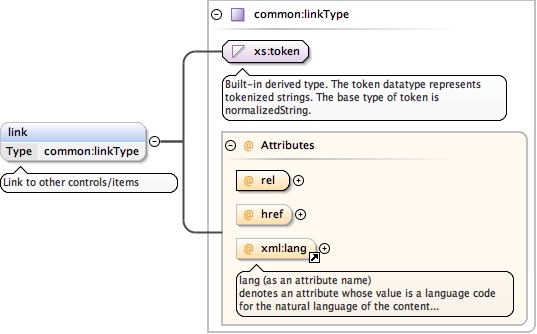 common:linkType
xs:token
Built-in derived type. The token datatype represents
tokenized strings. The base type of token is
normalizedString.
link
Type common:linkType
Link to other controls/items
@ Attributes
@ rel
@ href
@ xml:lang
lang (as an attribute name)
denotes an attribute whose value is a language code
for the natural language of the content...